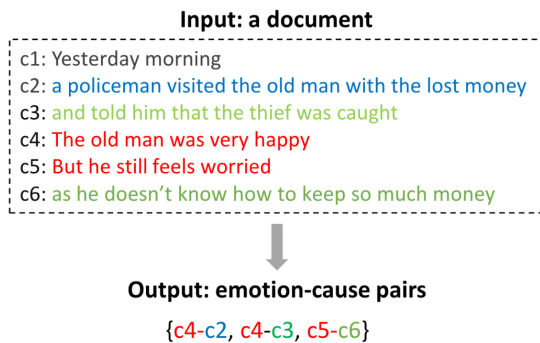 Input: a document
c1: Yesterday morning
c2: a policeman visited the old man with the lost money
c3: and told him that the thief was caught
c4: The old man was very happy
c5: But he still feels worried
c6: as he doesn’t know how to keep so much money
Output: emotion-cause pairs
{c4-c2, c4-c3, c5-c6}